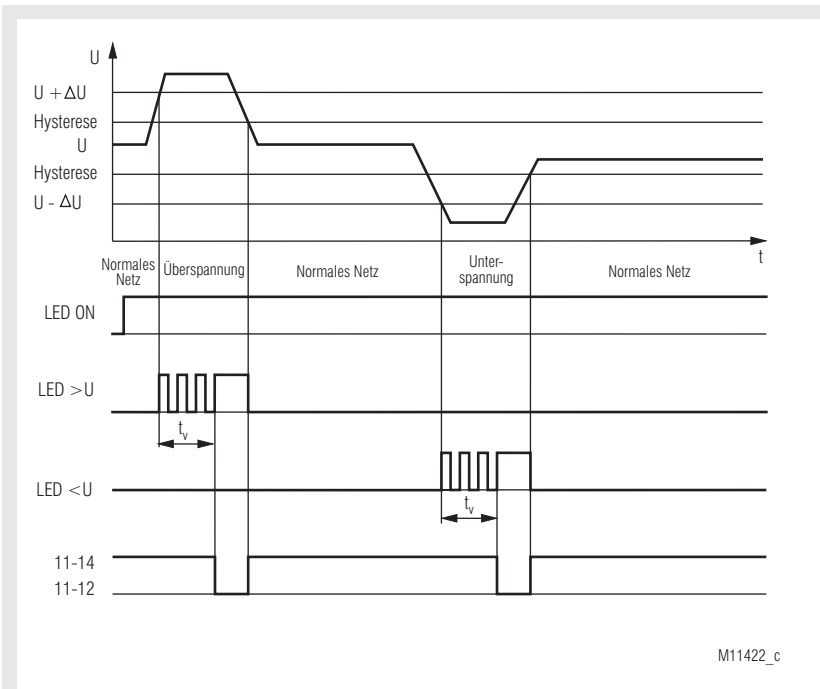 U
U + ΔU
Hysterese
U
Hysterese
U - ΔU
t
Normales
Netz
Überspannung
Normales Netz
Unter-
spannung
Normales Netz
LED ON
LED >U
tv
LED <U
tv
11-14
11-12
M11422_c